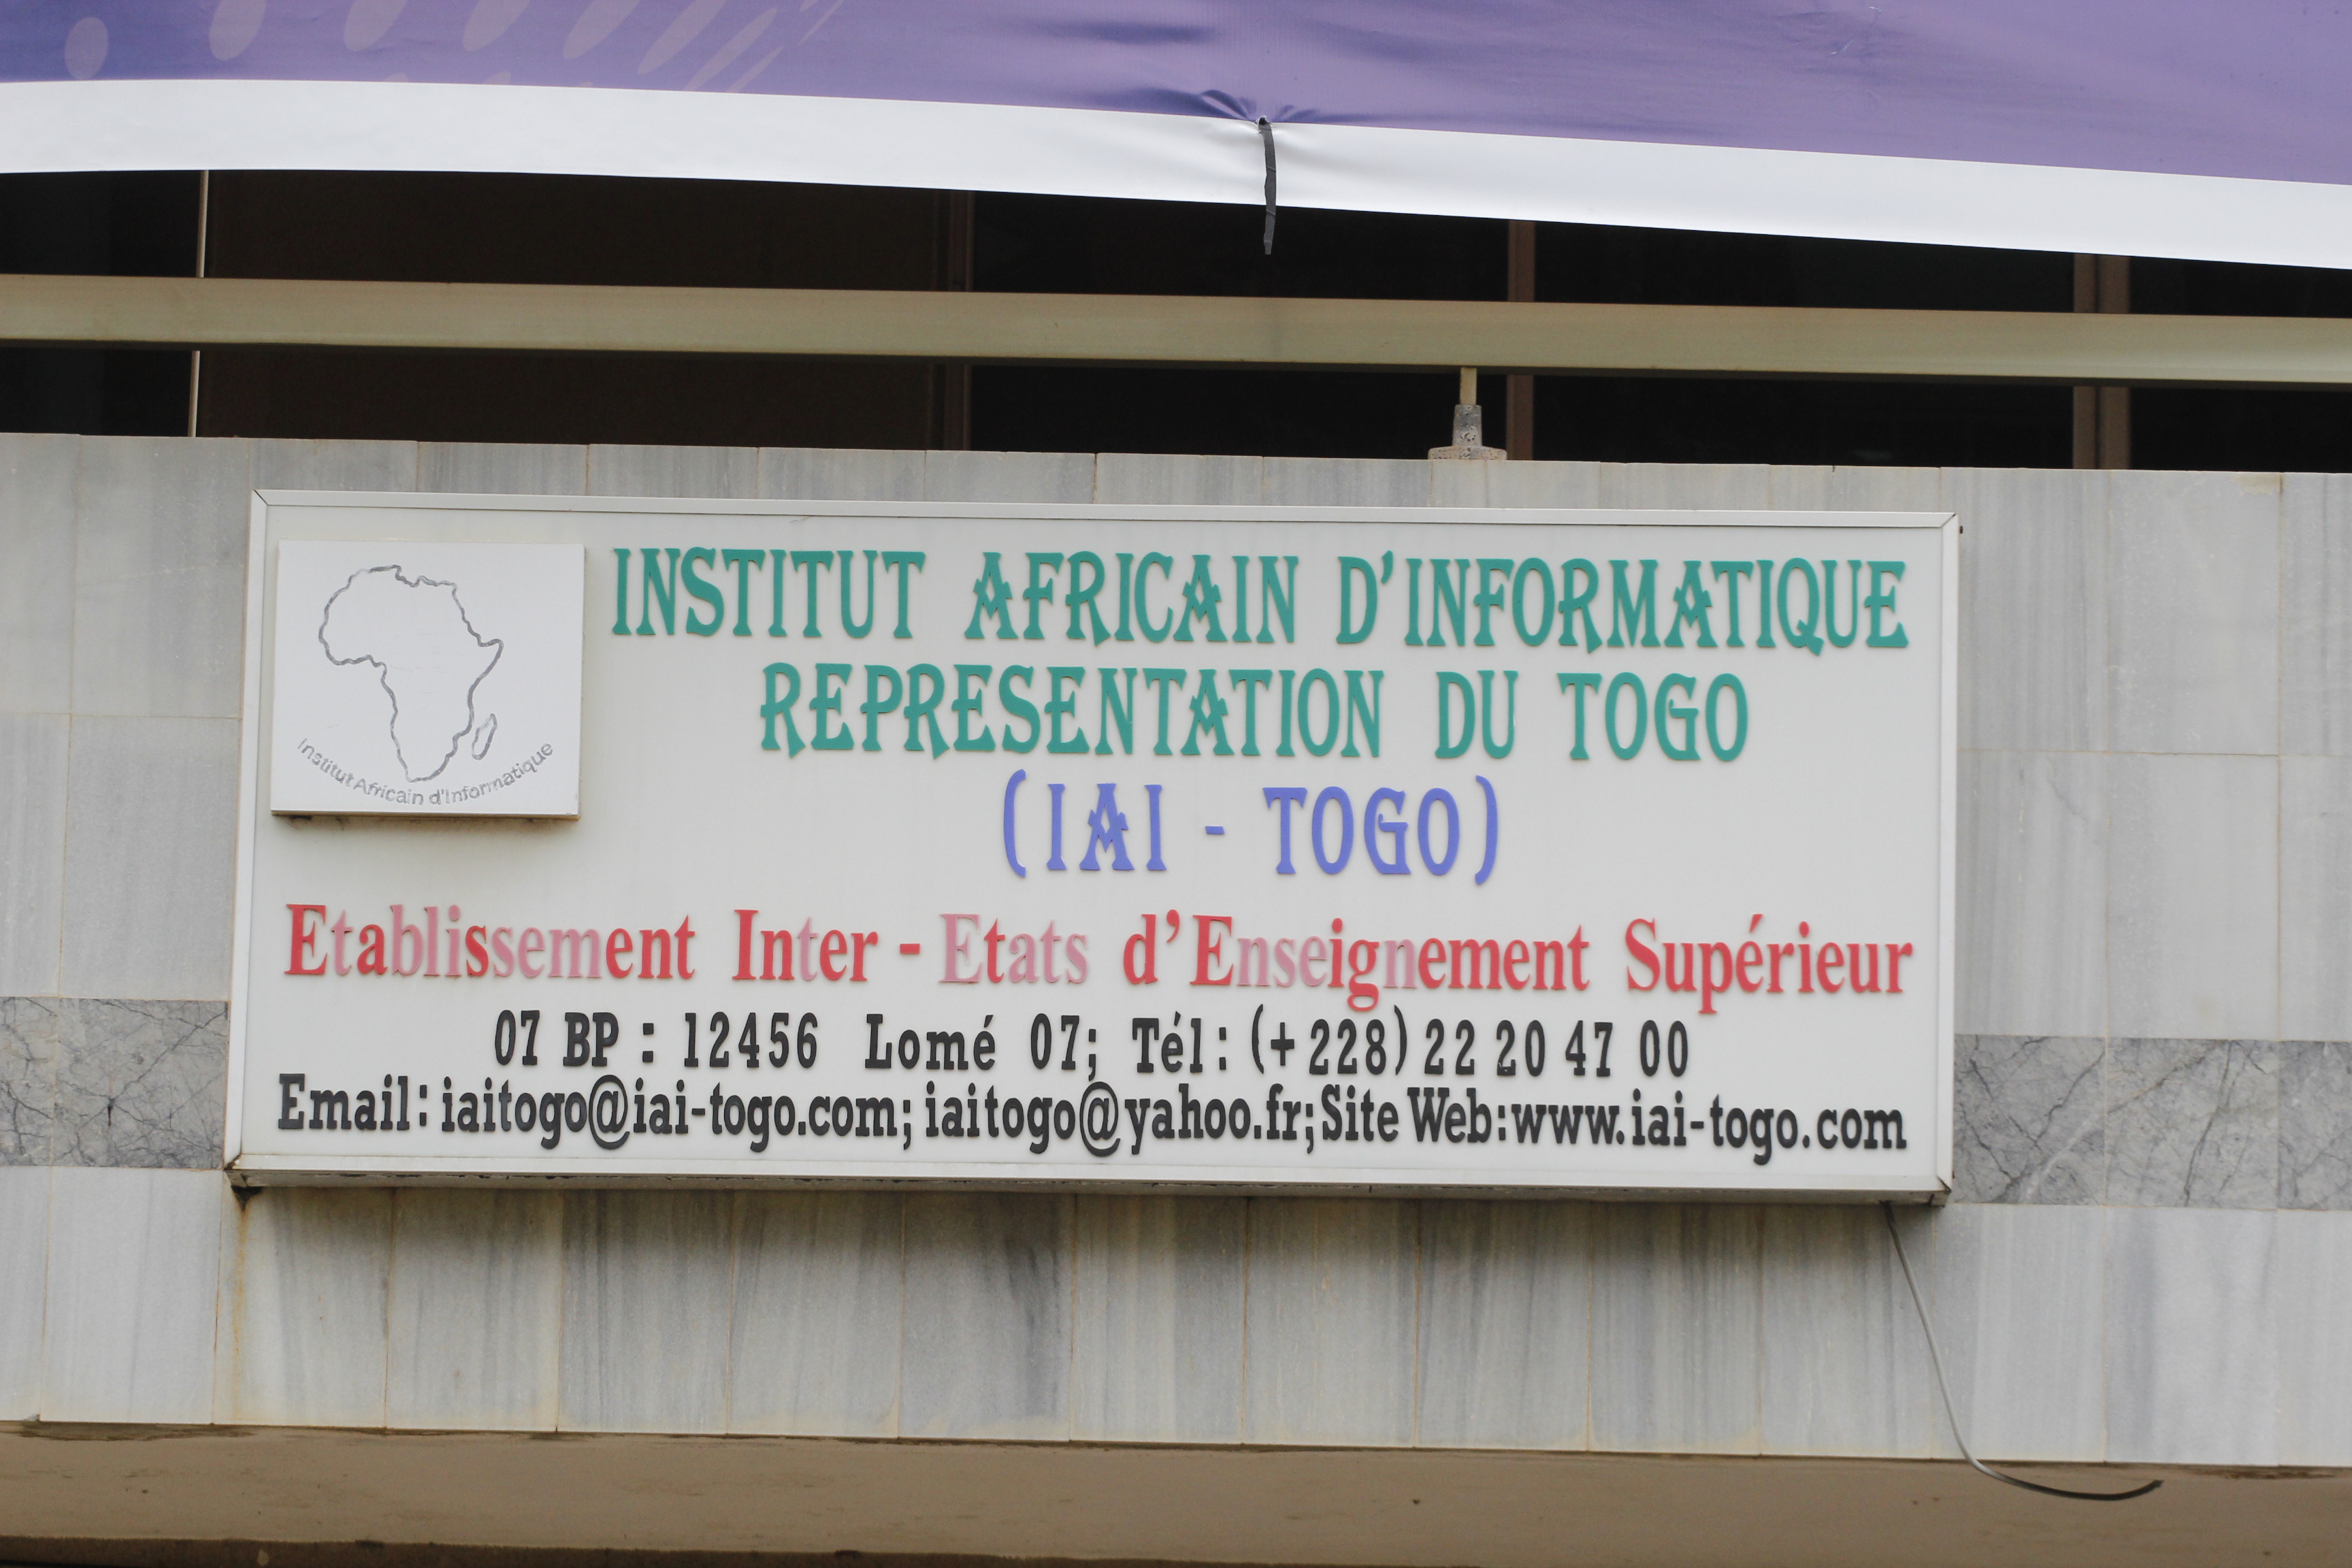 INSTITUT AFRICAIN D'INFORMATIQUE
REPRESENTATION DU TOGO
(IAI - TOGO)
Institut Africain d'Informatique
Etablissement Inter - Etats d'Enseignement Supérieur
07 BP : 12456 Lomé 07; Tél: (+228) 22 20 47 00
Email: iaitogo@iai-togo.com; iaitogo@yahoo.fr; Site Web:www.iai-togo.com